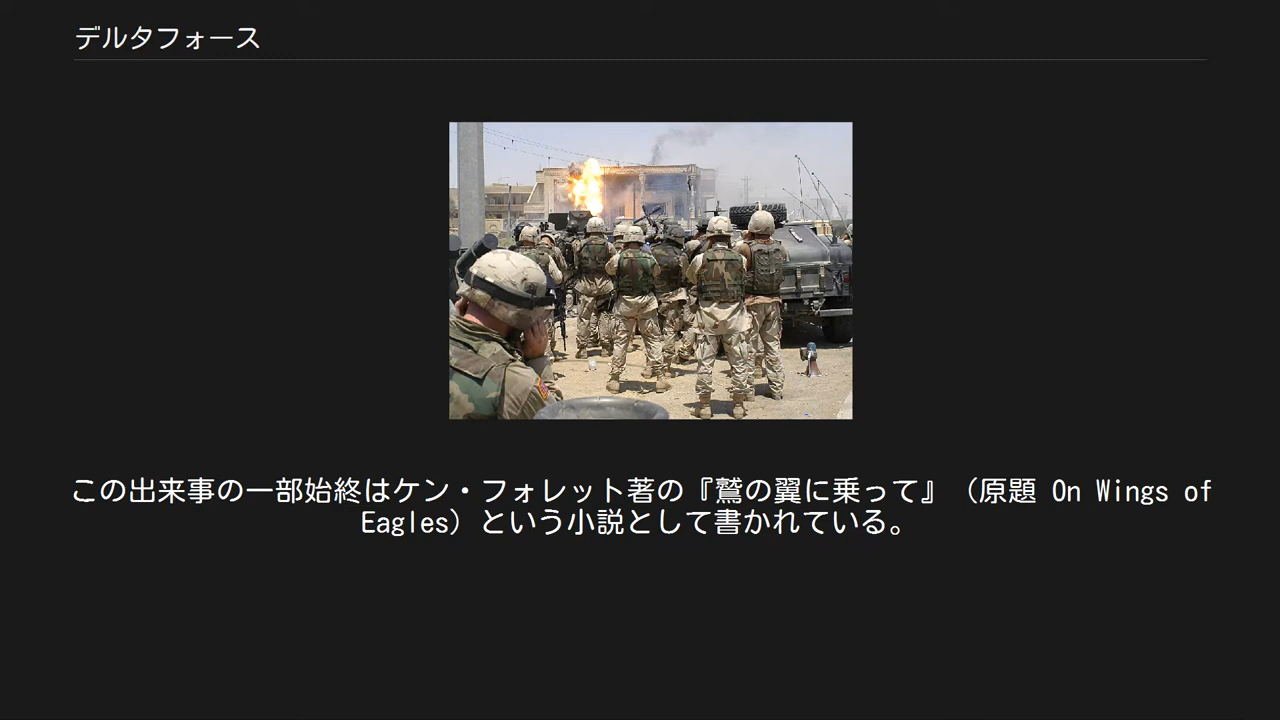 デルタフォース
この出来事の一部始終はケン・フォレット著の『鷲の翼に乗って』（原題 On Wings of
Eagles）という小説として書かれている。